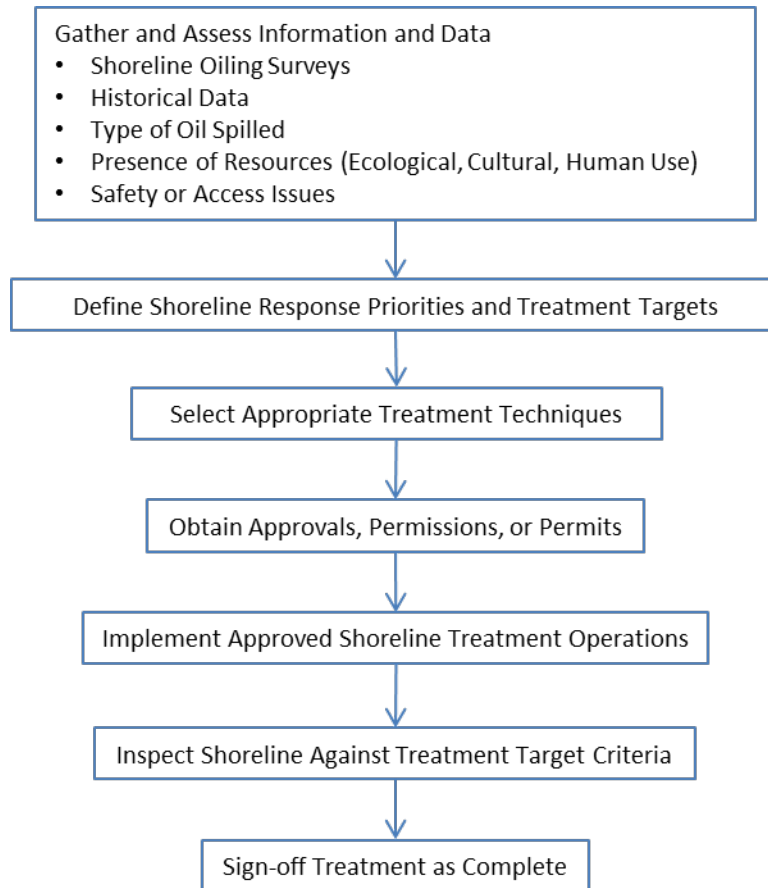 Gather and Assess Information and Data
• Shoreline Oiling Surveys
• Historical Data
• Type of Oil Spilled
• Presence of Resources (Ecological, Cultural, Human Use)
• Safety or Access Issues
Define Shoreline Response Priorities and Treatment Targets
Select Appropriate Treatment Techniques
Obtain Approvals, Permissions, or Permits
Implement Approved Shoreline Treatment Operations
Inspect Shoreline Against Treatment Target Criteria
Sign-off Treatment as Complete